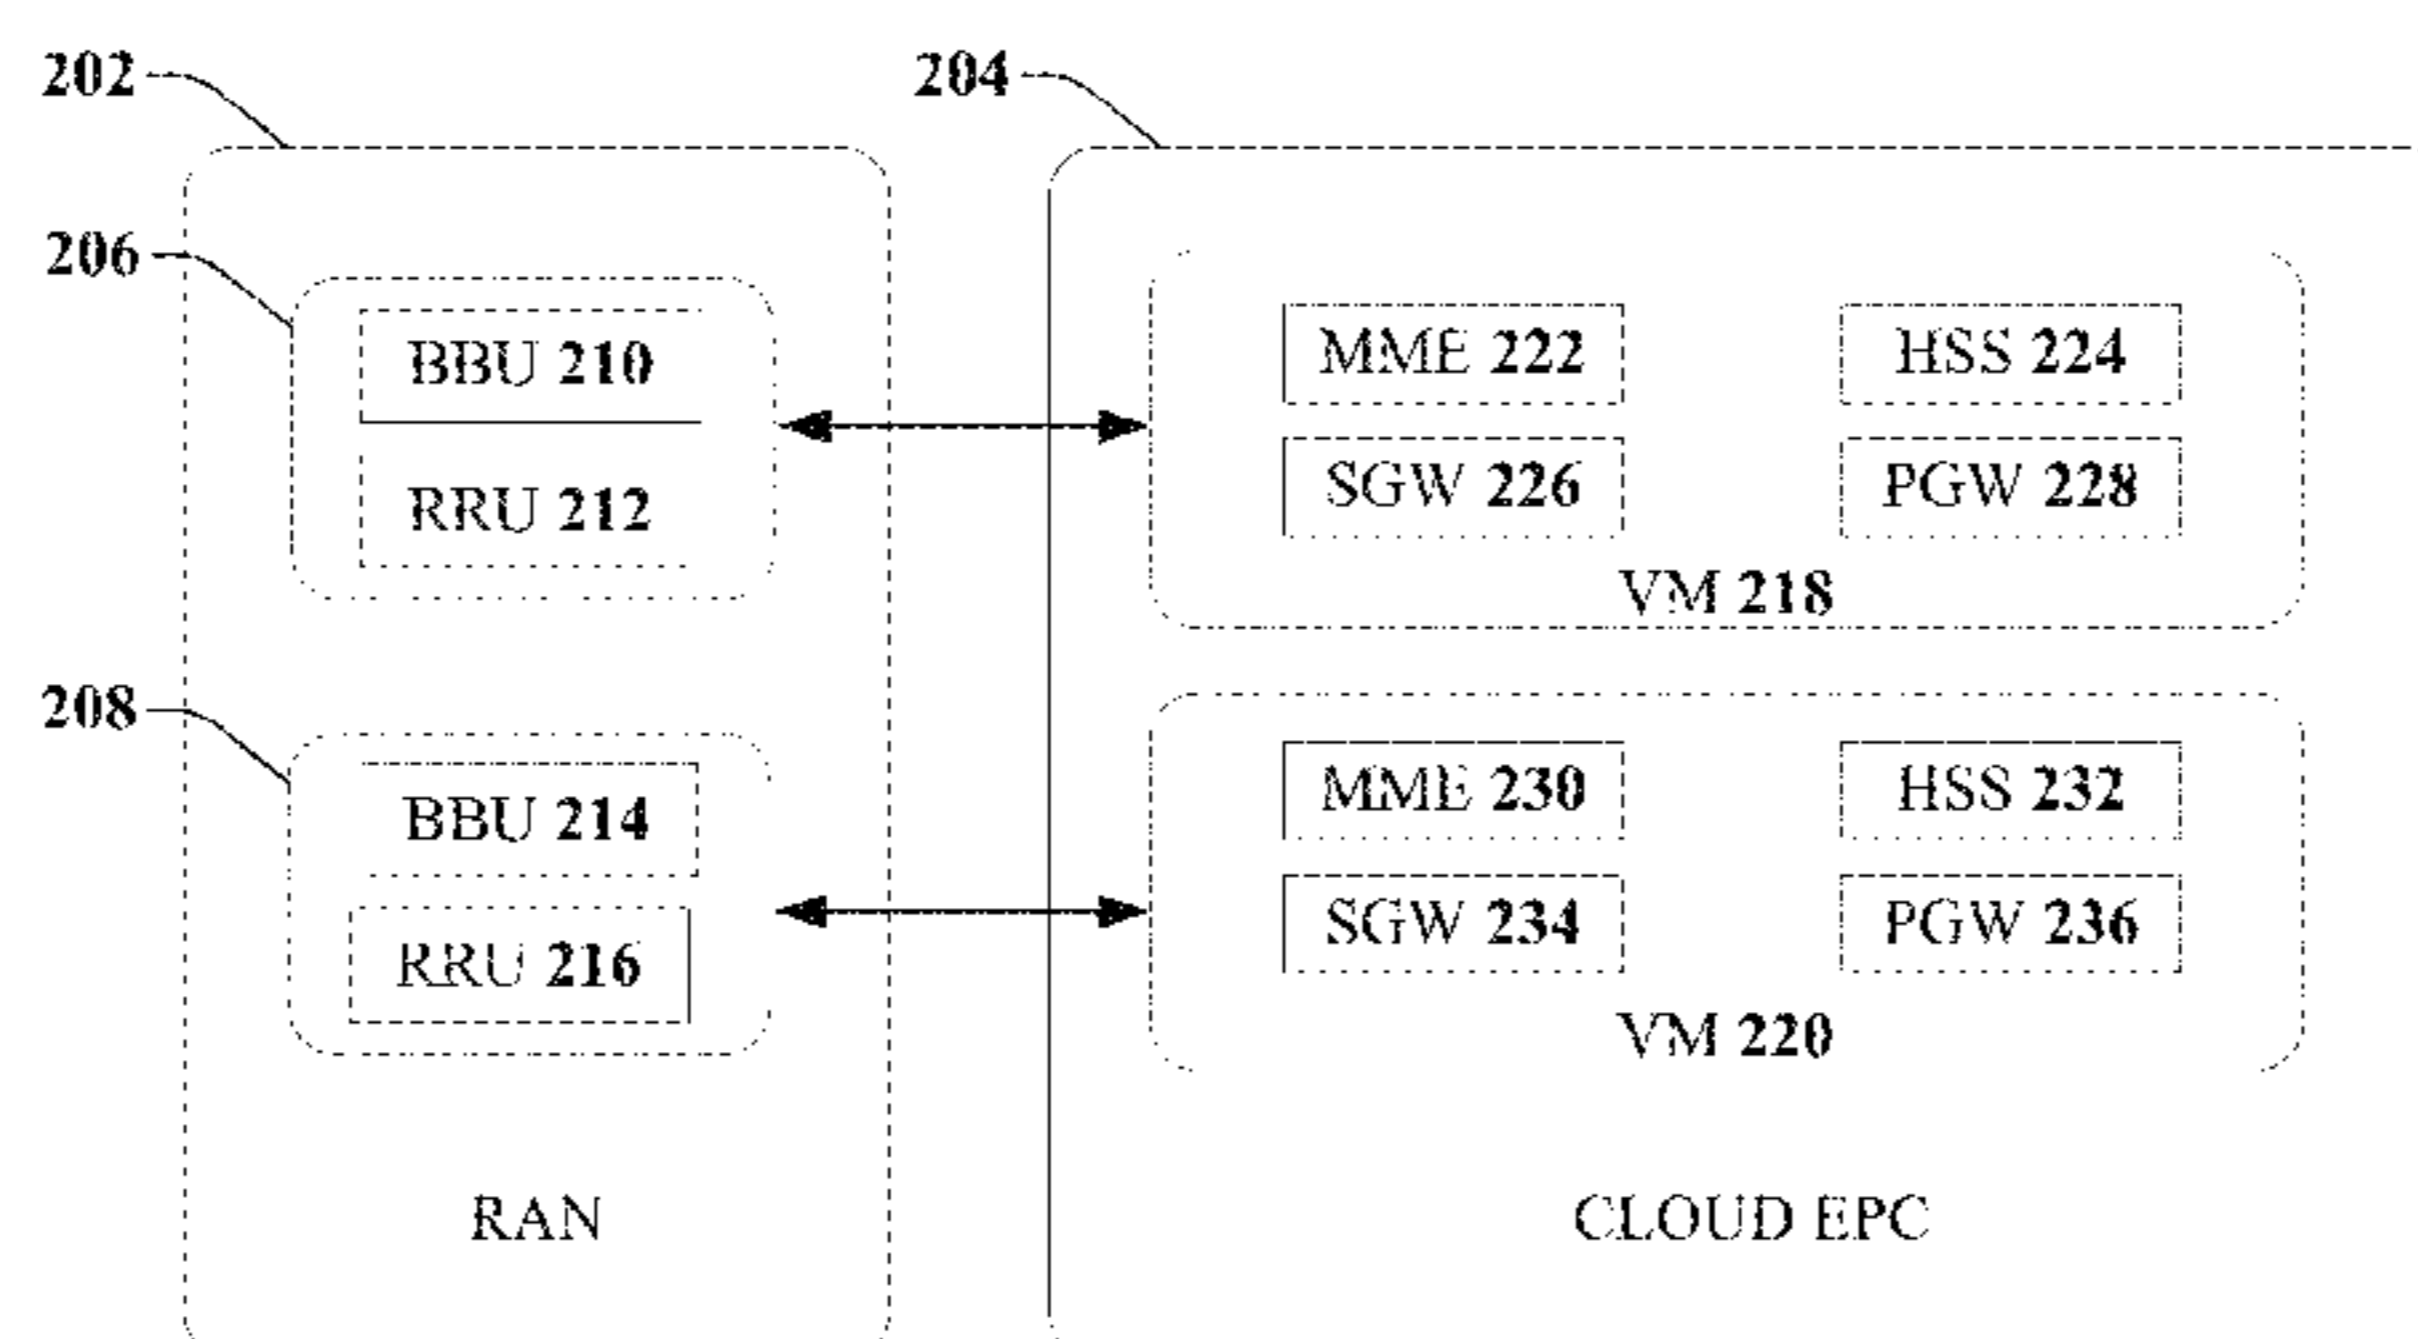 202
204
206
BBU 210
RRU 212
MME 222
HSS 224
SGW 226
PGW 228
VM 218
208
BBU 214
RRU 216
MME 230
HSS 232
SGW 234
PGW 236
VM 220
RAN
CLOUD EPC